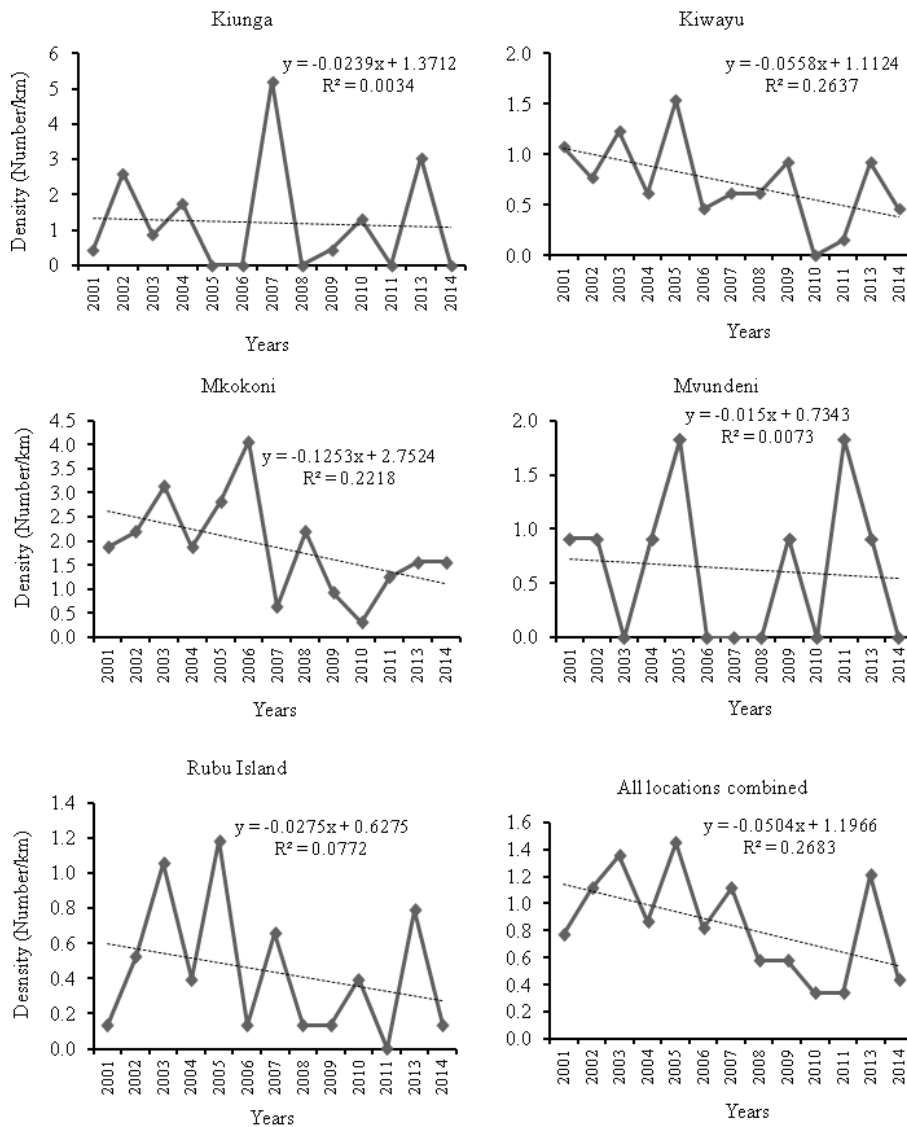 Kiunga
y = -0.0239x + 1.3712
R² = 0.0034
Density (Number/km)
6
5
4
3
2
1
0
2001 2002 2003 2004 2005 2006 2007 2008 2009 2010 2011 2013 2014
Years
Kiwayu
y = -0.0558x + 1.1124
R² = 0.2637
2.0
1.5
1.0
0.5
0.0
2001 2002 2003 2004 2005 2006 2007 2008 2009 2010 2011 2013 2014
Years
Mkokoni
y = -0.1253x + 2.7524
R² = 0.2218
Density (Number/km)
4.5
4.0
3.5
3.0
2.5
2.0
1.5
1.0
0.5
0.0
2001 2002 2003 2004 2005 2006 2007 2008 2009 2010 2011 2013 2014
Years
Mvundeni
y = -0.015x + 0.7343
R² = 0.0073
2.0
1.5
1.0
0.5
0.0
2001 2002 2003 2004 2005 2006 2007 2008 2009 2010 2011 2013 2014
Years
Rubu Island
y = -0.0275x + 0.6275
R² = 0.0772
Desnsity (Number/km)
1.4
1.2
1.0
0.8
0.6
0.4
0.2
0.0
2001 2002 2003 2004 2005 2006 2007 2008 2009 2010 2011 2013 2014
Years
All locations combined
y = -0.0504x + 1.1966
R² = 0.2683
1.6
1.4
1.2
1.0
0.8
0.6
0.4
0.2
0.0
2001 2002 2003 2004 2005 2006 2007 2008 2009 2010 2011 2013 2014
Years